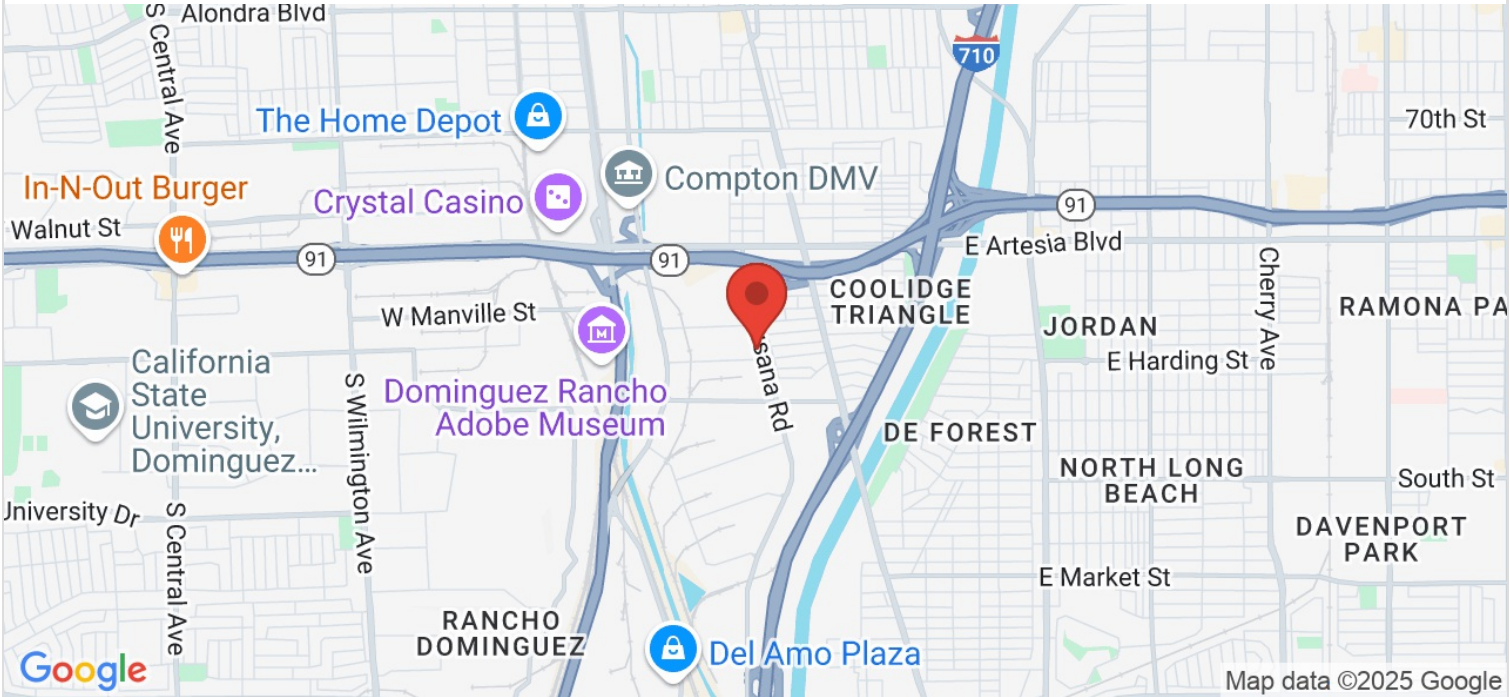 Alondra Blvd
S Central Ave
710
The Home Depot
70th St
Compton DMV
In-N-Out Burger
Crystal Casino
Walnut St
91
91
91
E Artesia Blvd
Cherry Ave
COOLIDGE
TRIANGLE
RAMONA PA
W Manville St
JORDAN
E Harding St
California
State
University,
Dominguez...
S Wilmington Ave
Dominguez Rancho
Adobe Museum
sana Rd
DE FOREST
NORTH LONG
BEACH
South St
University Dr
S Central Ave
DAVENPORT
PARK
E Market St
RANCHO
DOMINGUEZ
Del Amo Plaza
Google
Map data ©2025 Google